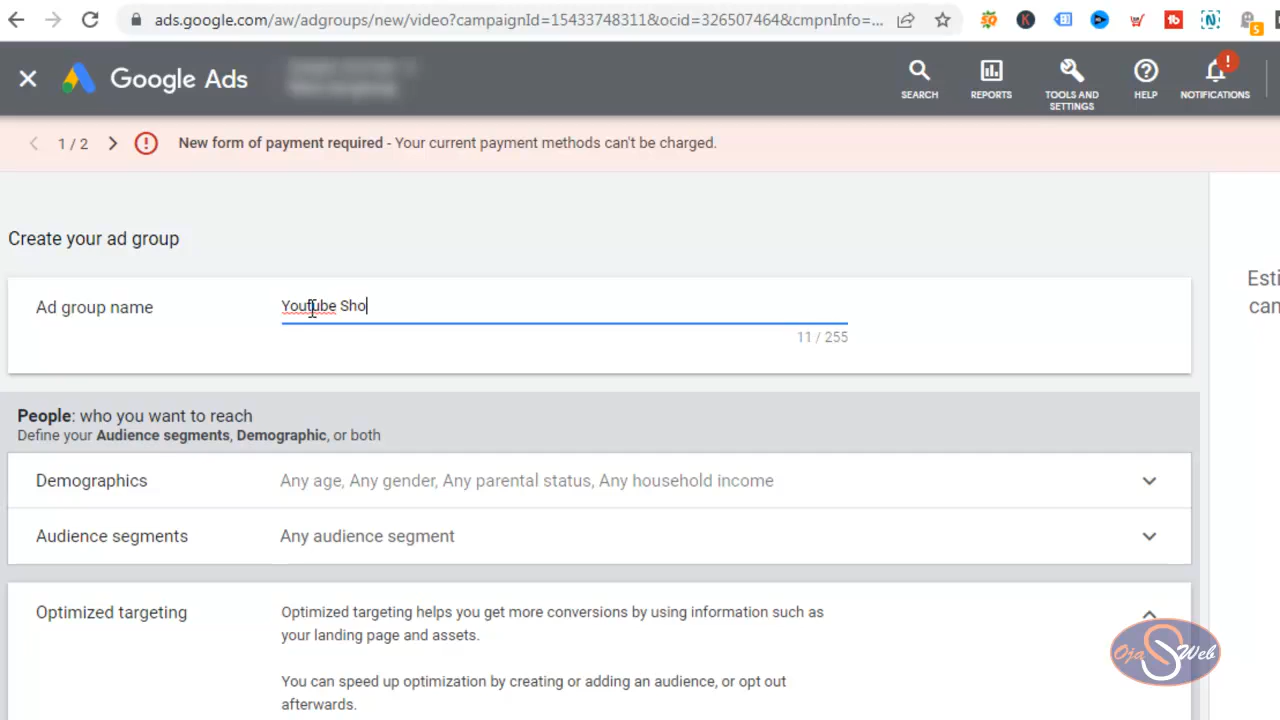 ads.google.com/aw/adgroups/new/video?cmpaignId=15433748311&ocid=326507464&cmpnInfo=...
Google Ads
SEARCH
REPORTS
TOOLS AND
SETTINGS
HELP
NOTIFICATIONS
1 / 2
New form of payment required - Your current payment methods can't be charged.
Create your ad group
Ad group name
Youtube Sho
11 / 255
Esti
can
People: who you want to reach
Define your Audience segments, Demographic, or both
Demographics
Any age, Any gender, Any parental status, Any household income
Audience segments
Any audience segment
Optimized targeting
Optimized targeting helps you get more conversions by using information such as
your landing page and assets.
You can speed up optimization by creating or adding an audience, or opt out
afterwards.
Ojas Web